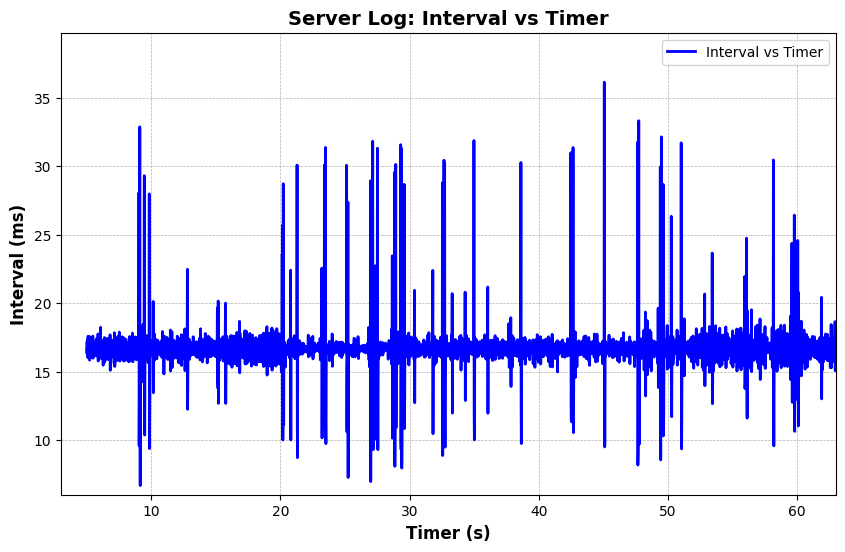 Server Log: Interval vs Timer
Interval vs Timer
Interval (ms)
35
30
25
20
15
10
10 20 30 40 50 60
Timer (s)